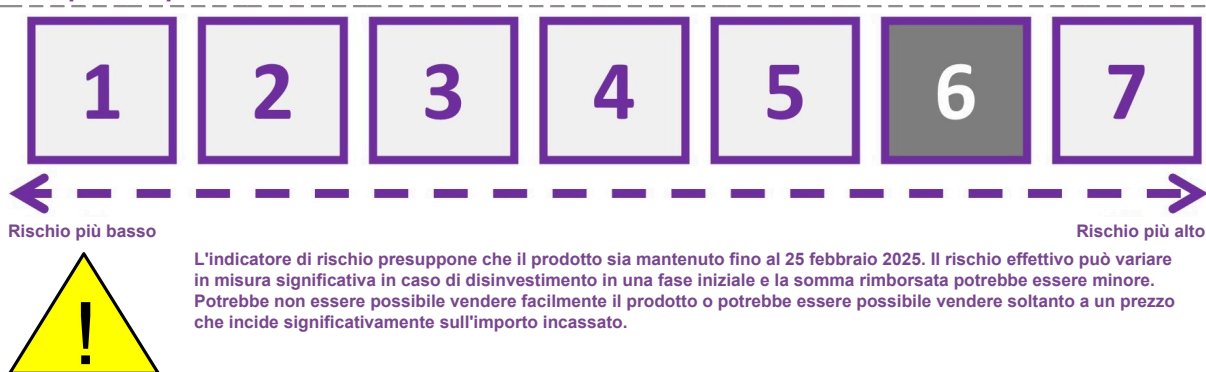 1 2 3 4 5 6 7
Rischio più basso Rischio più alto
L'indicatore di rischio presuppone che il prodotto sia mantenuto fino al 25 febbraio 2025. Il rischio effettivo può variare
in misura significativa in caso di disinvestimento in una fase iniziale e la somma rimborsata potrebbe essere minore.
Potrebbe non essere possibile vendere facilmente il prodotto o potrebbe essere possibile vendere soltanto a un prezzo
che incide significativamente sull'importo incassato.
!